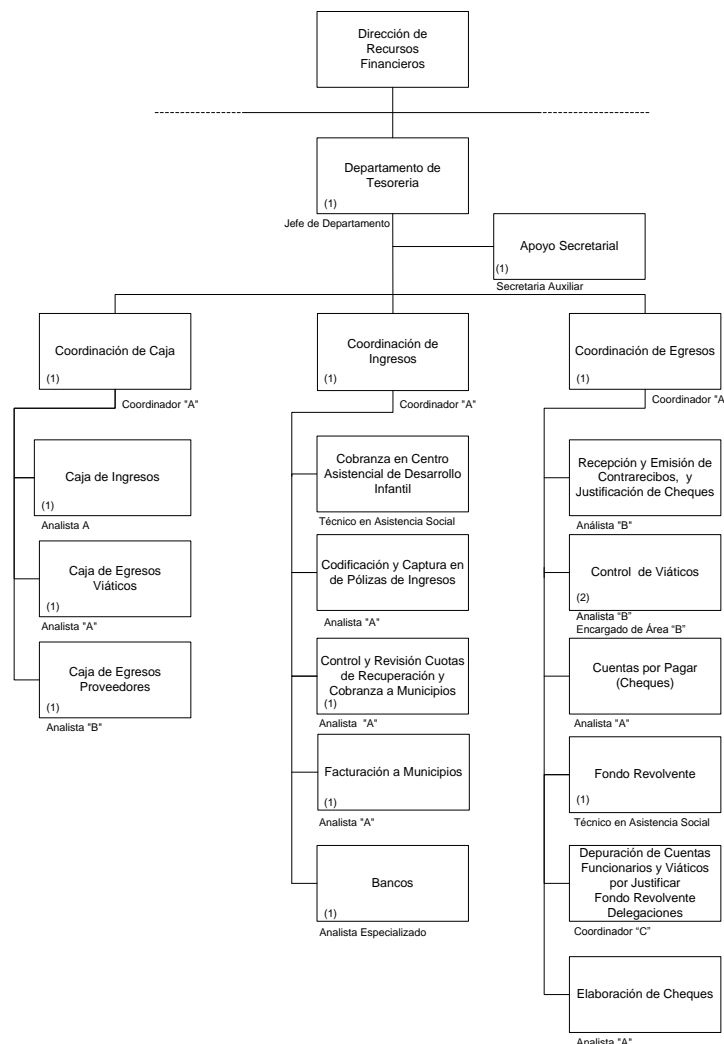 Dirección de
Recursos
Financieros
Departamento de
Tesoreria
(1)
Jefe de Departamento
Apoyo Secretarial
(1)
Secretaria Auxiliar
Coordinación de Caja
(1)
Coordinador "A"
Caja de Ingresos
(1)
Analista A
Caja de Egresos
Viáticos
(1)
Analista "A"
Caja de Egresos
Proveedores
(1)
Analista "B"
Coordinación de
Ingresos
(1)
Coordinador "A"
Cobranza en Centro
Asistencial de Desarrollo
Infantil
Técnico en Asistencia Social
Codificación y Captura en
de Pólizas de Ingresos
Analista "A"
Control y Revisión Cuotas
de Recuperación y
Cobranza a Municipios
(1)
Analista "A"
Facturación a Municipios
(1)
Analista "A"
Bancos
(1)
Analista Especializado
Coordinación de Egresos
(1)
Coordinador "A
Recepción y Emisión de
Contrarecibos, y
Justificación de Cheques
Análista "B"
Control de Viáticos
(2)
Analista “B”
Encargado de Área “B”
Cuentas por Pagar
(Cheques)
Analista "A"
Fondo Revolvente
(1)
Técnico en Asistencia Social
Depuración de Cuentas
Funcionarios y Viáticos
por Justificar
Fondo Revolvente
Delegaciones
Coordinador “C”
Elaboración de Cheques
Analista "A"